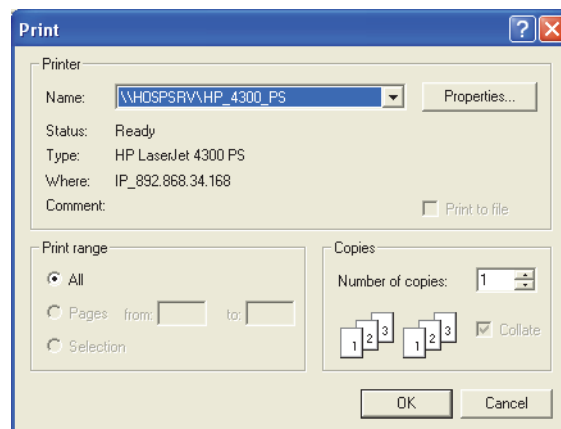 Print
Printer
Name: \\HOSPSRV\HP_4300_PS Properties...
Status: Ready
Type: HP LaserJet 4300 PS
Where: IP_892.868.34.168
Comment:
Print to file
Print range
All
Pages from: to:
Selection
Copies
Number of copies: 1
1 2 3 1 2 3 Collate
OK Cancel